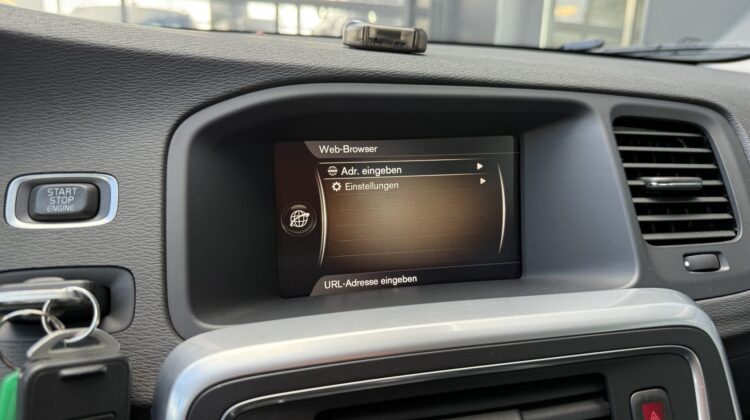 Web-Browser
Adr. eingeben
Einstellungen
URL-Adresse eingeben
START
STOP
ENGINE